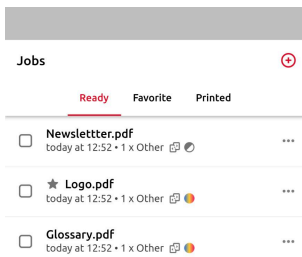 Jobs
Ready Favorite Printed
Newslettter.pdf
today at 12:52 • 1 x Other
Logo.pdf
today at 12:52 • 1 x Other
Glossary.pdf
today at 12:52 • 1 x Other